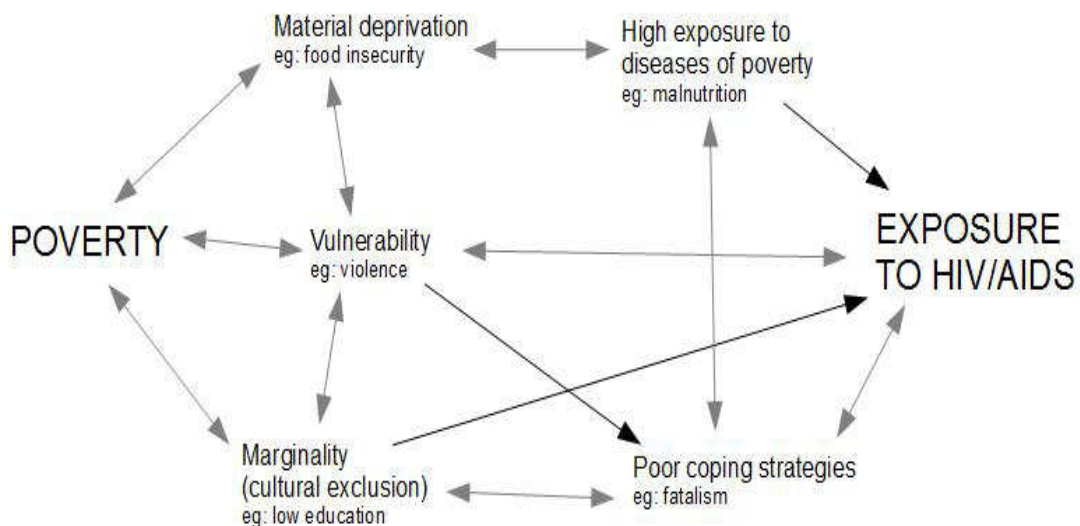 Material deprivation
eg: food insecurity
High exposure to
diseases of poverty
eg: malnutrition
POVERTY
Vulnerability
eg: violence
EXPOSURE
TO HIV/AIDS
Marginality
(cultural exclusion)
eg: low education
Poor coping strategies
eg: fatalism